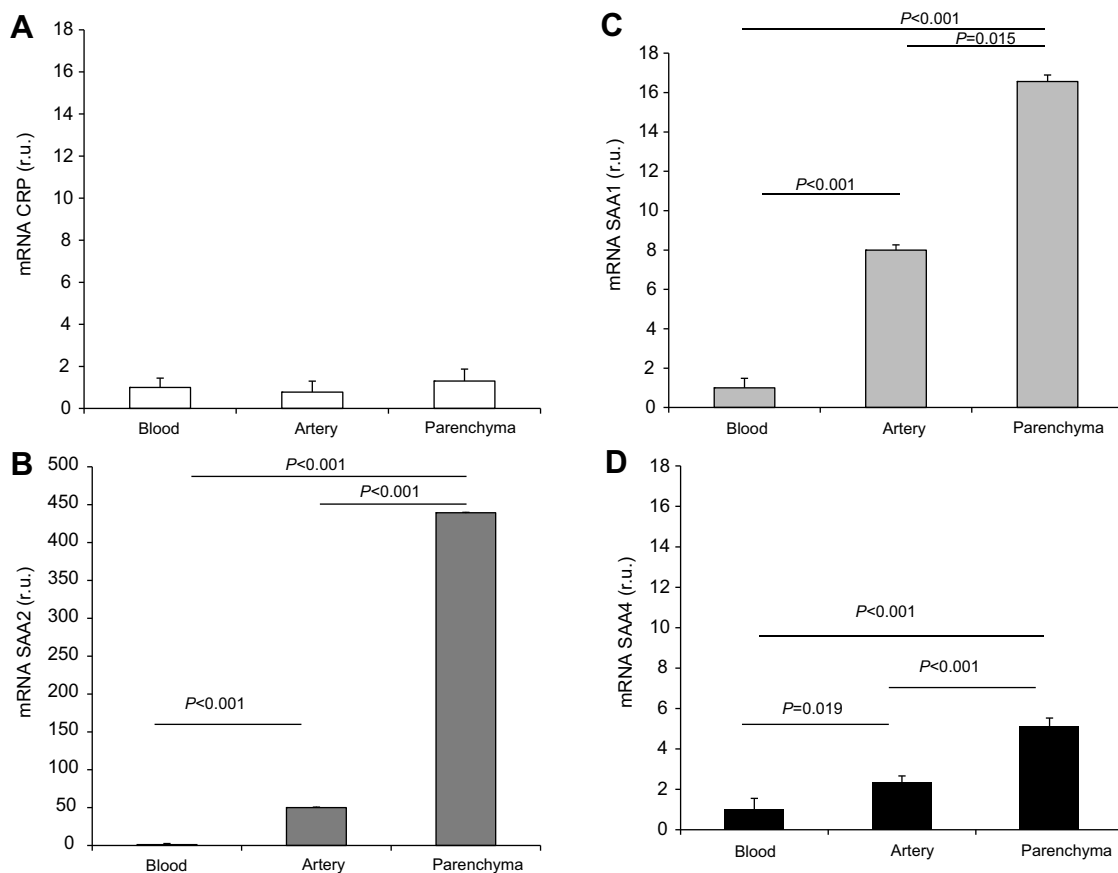 A
mRNA CRP (r.u.)
18
16
14
12
10
8
6
4
2
0
Blood Artery Parenchyma
B
mRNA SAA2 (r.u.)
500
450
400
350
300
250
200
150
100
50
0
P<0.001
P<0.001
P<0.001
Blood Artery Parenchyma
C
mRNA SAA1 (r.u.)
18
16
14
12
10
8
6
4
2
0
P<0.001
P=0.015
P<0.001
Blood Artery Parenchyma
D
mRNA SAA4 (r.u.)
18
16
14
12
10
8
6
4
2
0
P<0.001
P<0.001
P=0.019
Blood Artery Parenchyma